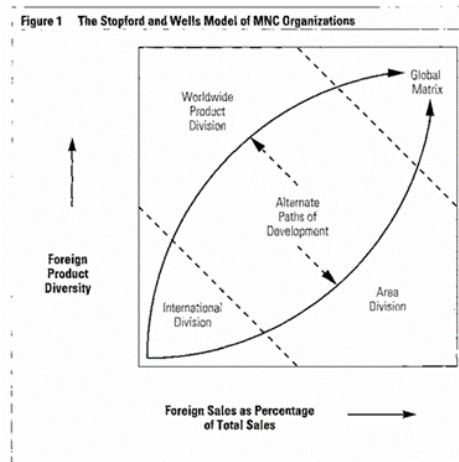 Figure 1 The Stopford and Wells Model of MNC Organizations
Global
Matrix
Worldwide
Product
Division
Alternate
Paths of
Development
Foreign
Product
Diversity
International
Division
Area
Division
Foreign Sales as Percentage
of Total Sales